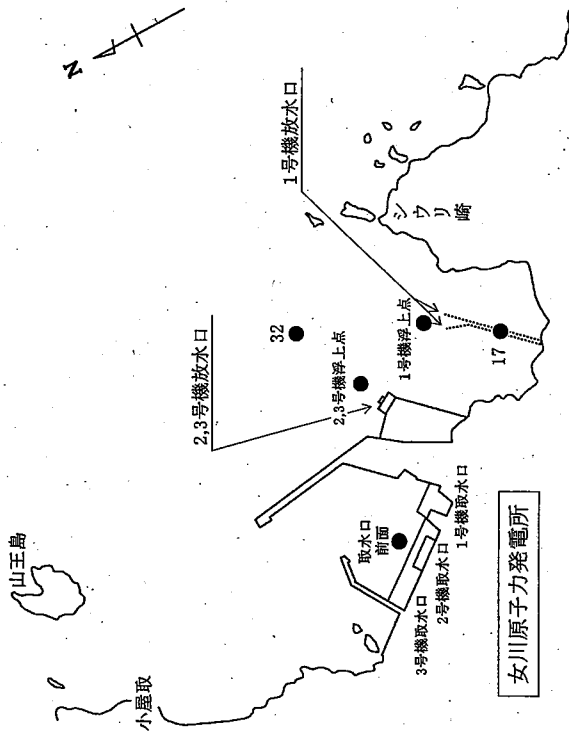 N
1号機放水口
2,3号機放水口
32
2,3号機浮上点
1号機浮上点
シウリ崎
17
山王島
小屋取
取水口
前面
1号機取水口
2号機取水口
3号機取水口
女川原子力発電所